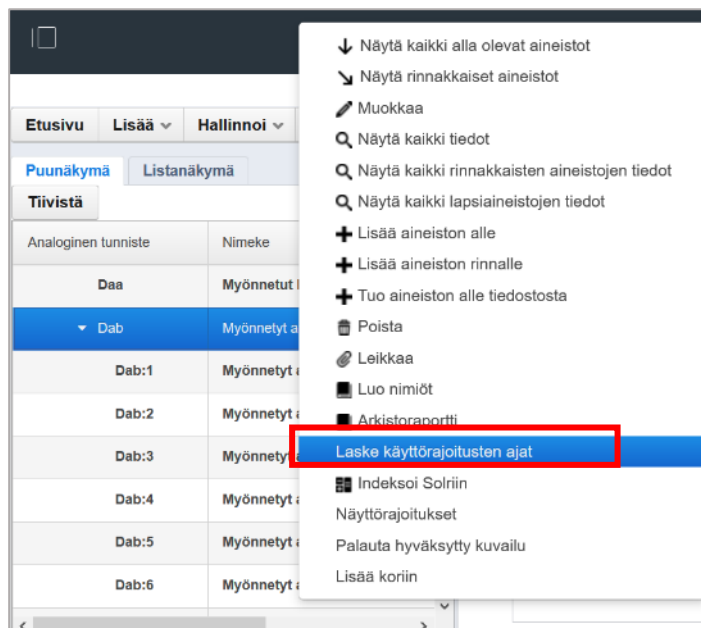 Etusivu Lisää Hallinnoi
Puunäkymä Listanäkymä
Tiivistä
Analoginen tunniste Nimeke
Daa Myönnetut
Dab Myönnetyt a
Dab:1 Myönnetyt a
Dab:2 Myönnetyt a
Dab:3 Myönnetyt a
Dab:4 Myönnetyt a
Dab:5 Myönnetyt a
Dab:6 Myönnetyt a
Näytä kaikki alla olevat aineistot
Näytä rinnakkaiset aineistot
Muokkaa
Näytä kaikki tiedot
Näytä kaikki rinnakkaisten aineistojen tiedot
Näytä kaikki lapsiaineistojen tiedot
Lisää aineiston alle
Lisää aineiston rinnalle
Tuo aineiston alle tiedostosta
Poista
Leikkaa
Luo nimiöt
Arkistoraportti
Laske käyttörajoitusten ajat
Indeksoi Solriin
Näyttörajoitukset
Palauta hyväksytty kuvailu
Lisää koriin